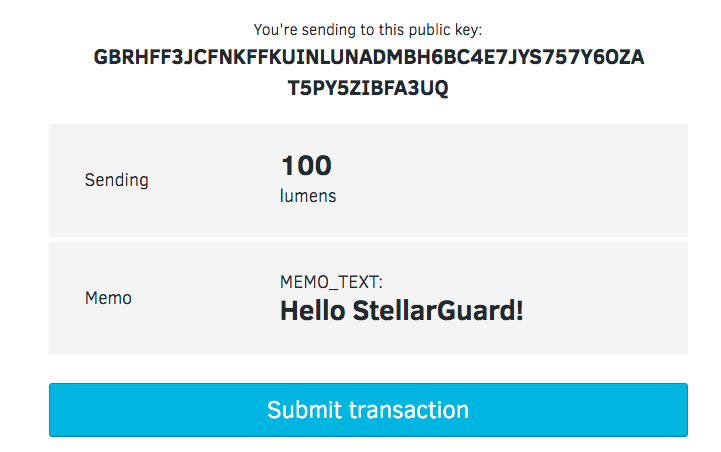 You're sending to this public key:
GBRHFF3JCFNKFFKUINLUNADMBH6BC4E7JYS757Y6OZA
T5PY5ZIBFA3UQ
Sending
100
lumens
Memo
MEMO_TEXT:
Hello StellarGuard!
Submit transaction